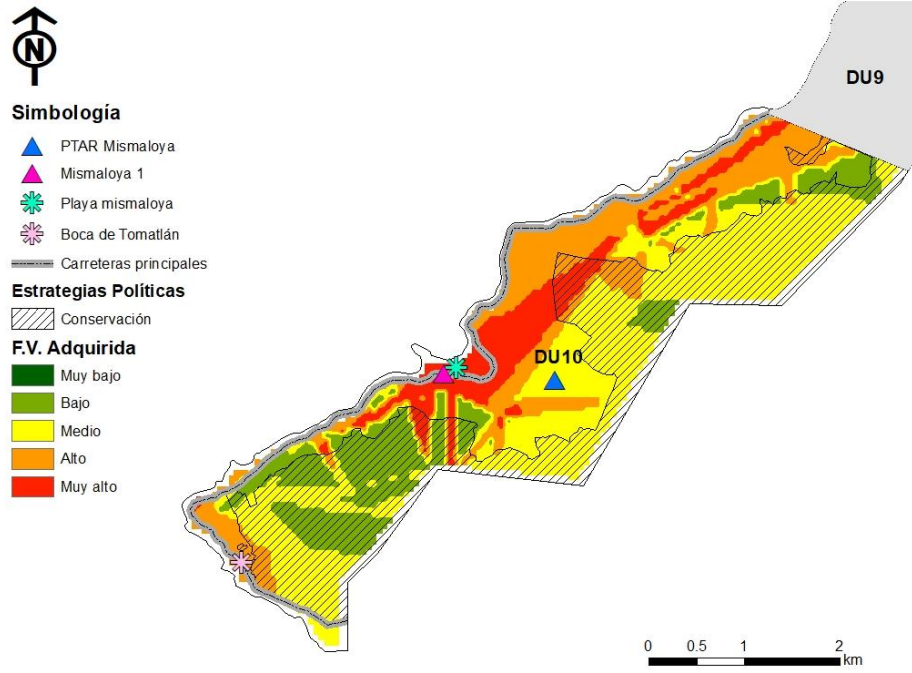 N
Simbología
PTAR Mismaloya
Mismaloya 1
Playa mismaloya
Boca de Tomatlán
Carreteras principales
Estrategias Políticas
Conservación
F.V. Adquirida
Muy bajo
Bajo
Medio
Alto
Muy alto
DU9
DU10
0 0.5 1 2
km